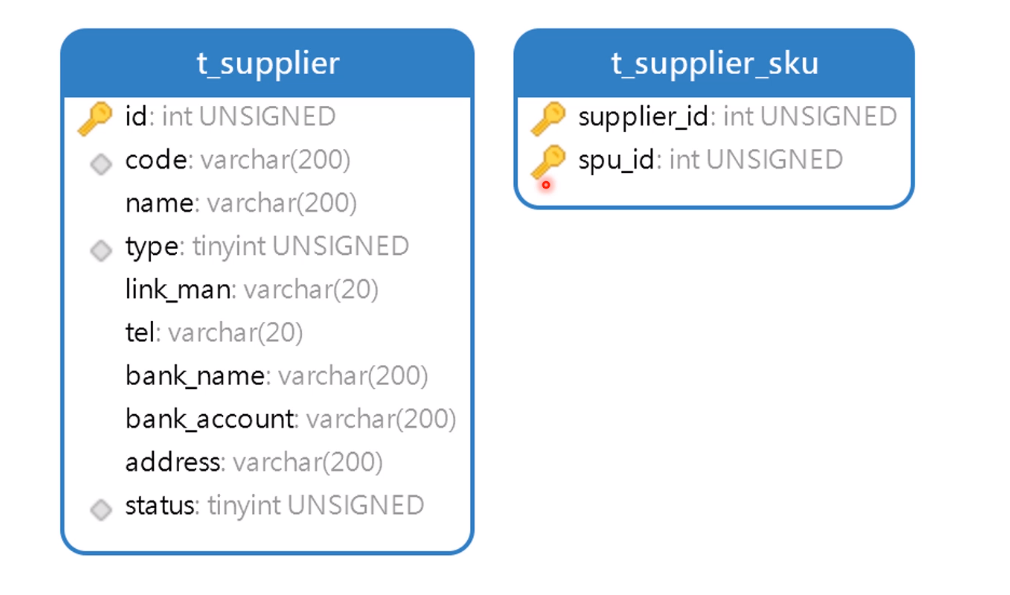 t_supplier
id: int UNSIGNED
code: varchar(200)
name: varchar(200)
type: tinyint UNSIGNED
link_man: varchar(20)
tel: varchar(20)
bank_name: varchar(200)
bank_account: varchar(200)
address: varchar(200)
status: tinyint UNSIGNED
t_supplier_sku
supplier_id: int UNSIGNED
spu_id: int UNSIGNED